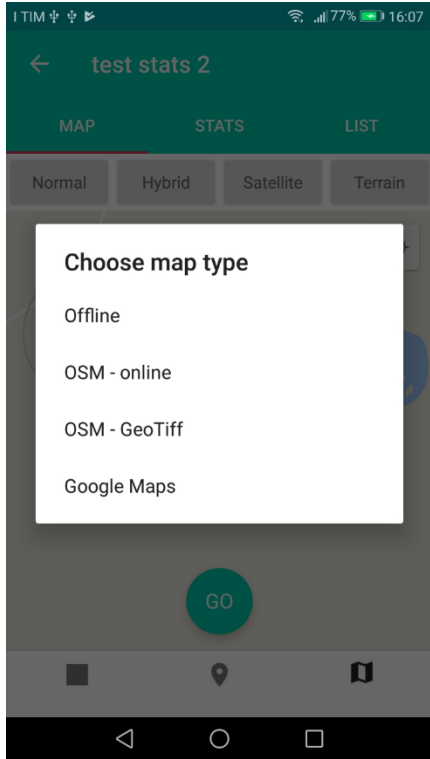 I TIM 77% 16:07
test stats 2
MAP STATS LIST
Normal Hybrid Satellite Terrain
Choose map type
Offline
OSM - online
OSM - GeoTiff
Google Maps
GO